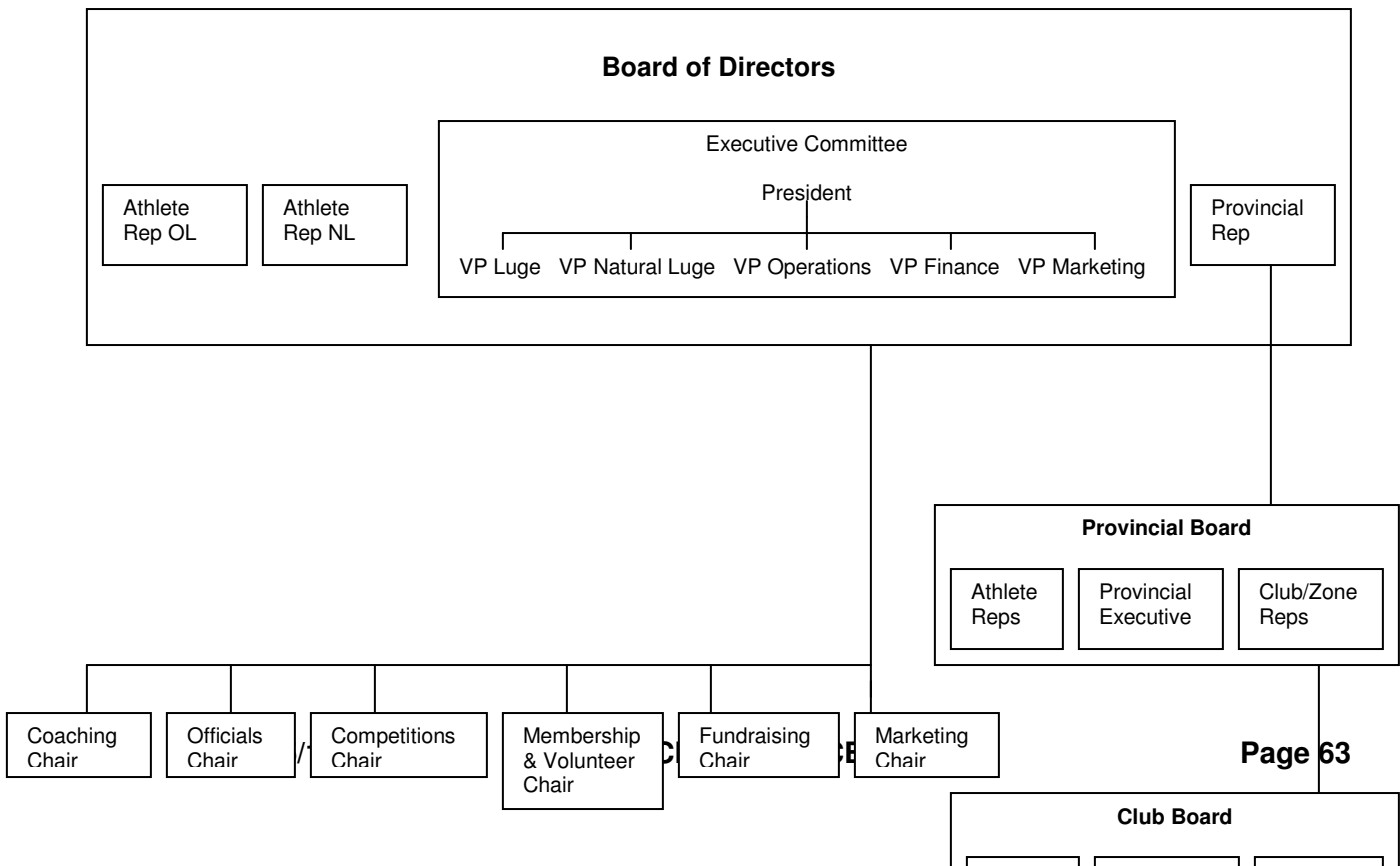 Board of Directors
Executive Committee
President
Athlete
Rep OL
Athlete
Rep NL
Provincial
Rep
VP Luge VP Natural Luge VP Operations VP Finance VP Marketing
Provincial Board
Athlete
Reps
Provincial
Executive
Club/Zone
Reps
Coaching
Chair
Officials
Chair
Competitions
Chair
Membership
& Volunteer
Chair
Fundraising
Chair
Marketing
Chair
Page 63
Club Board